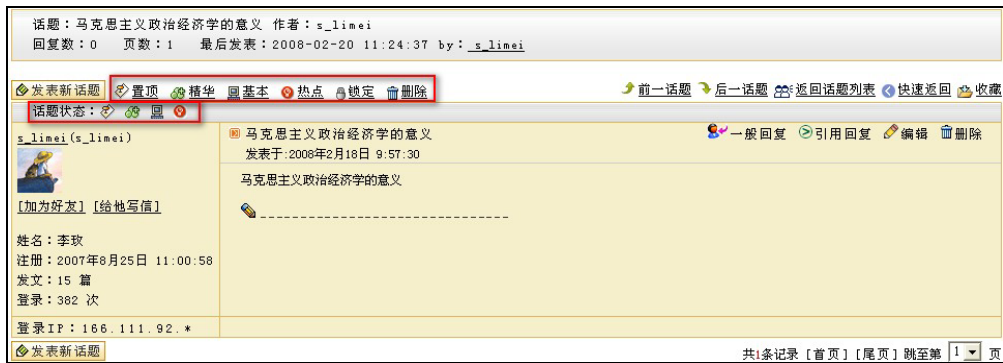 话题：马克思主义政治经济学的意义 作者：s_limei
回复数：0 页数：1 最后发表：2008-02-20 11:24:37 by： s_limei
发表新话题 置顶 精华 基本 热点 锁定 删除 前一话题 后一话题 返回话题列表 快速返回 收藏
话题状态：
s_limei(s_limei)
马克思主义政治经济学的意义 一般回复 引用回复 编辑 删除
发表于:2008年2月18日 9:57:30
马克思主义政治经济学的意义
[加为好友] [给他写信]
姓名：李玫
注册：2007年8月25日 11:00:58
发文：15 篇
登录：382 次
登录IP：166.111.92.*
发表新话题 共1条记录 [首页] [尾页] 跳至第 1 页